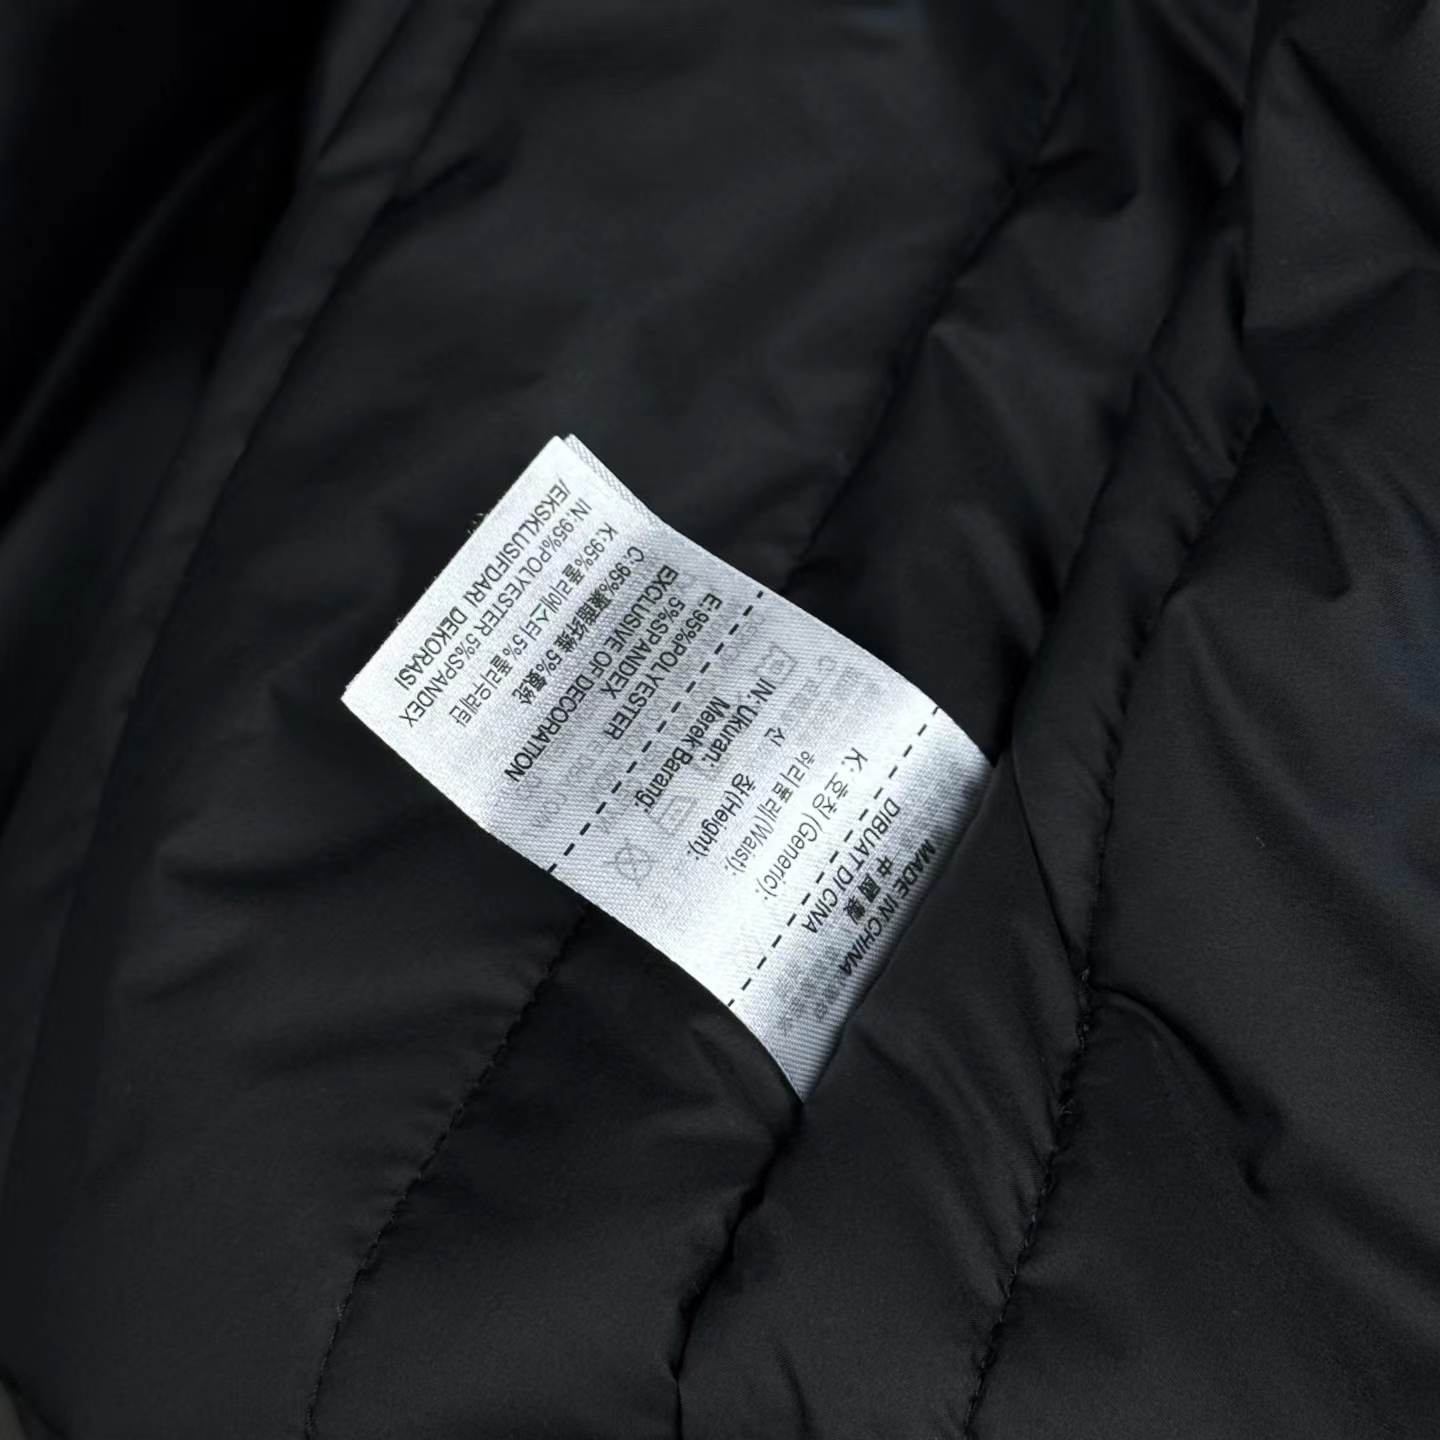 MADE IN CHINA
中國製
DIBUAT DI CINA
K: 호칭 (Generic):
허리둘레(Waist):
신 장(Height):
IN:Ukuran:
Merek Barang:
E:95%POLYESTER
5%SPANDEX
EXCLUSIVE OF DECORATION
C:95%聚酯纤维 5%氨纶
K:95%폴리에스터 5%폴리우레탄
IN:95%POLYESTER 5%SPANDEX
/EKSKLUSIFDARI DEKORASI